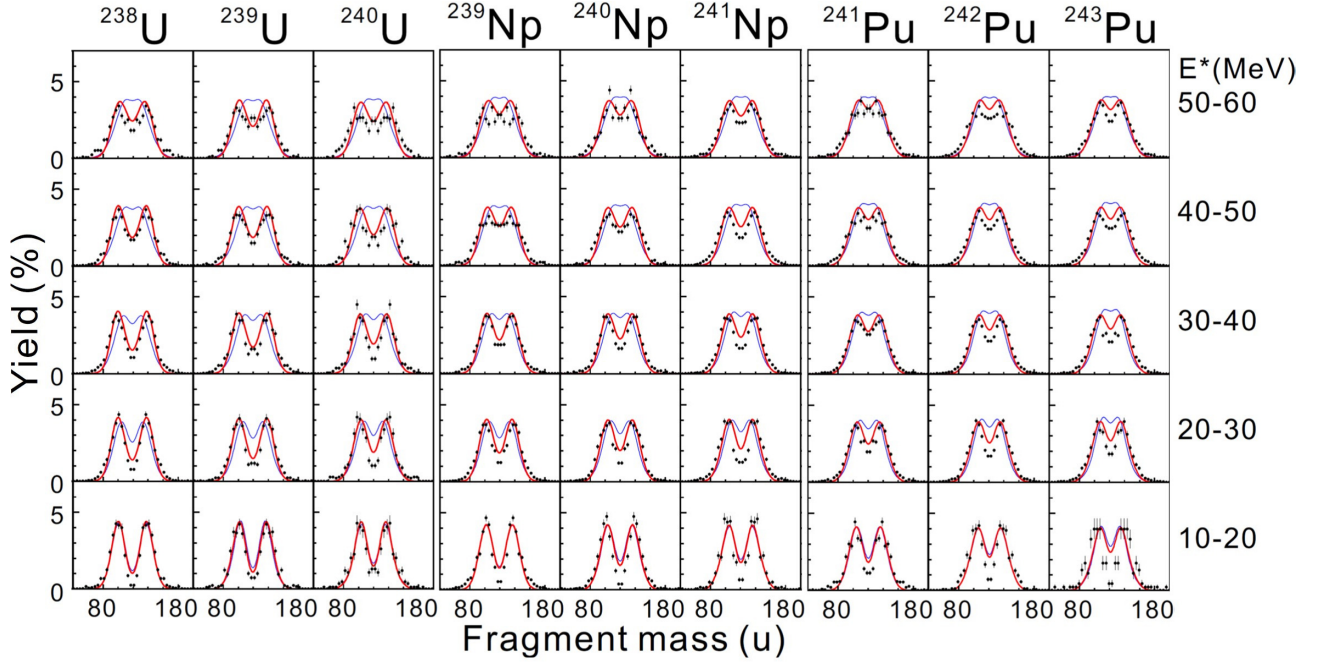 ²³⁸U ²³⁹U ²⁴⁰U ²³⁹Np ²⁴⁰Np ²⁴¹Np ²⁴¹Pu ²⁴²Pu ²⁴³Pu
E*(MeV)
5 50-60
0
5 40-50
0
5 30-40
0
5 20-30
0
5 10-20
0
Yield (%)
80 180 80 180 80 180 80 180 80 180 80 180 80 180 80 180 80 180
Fragment mass (u)